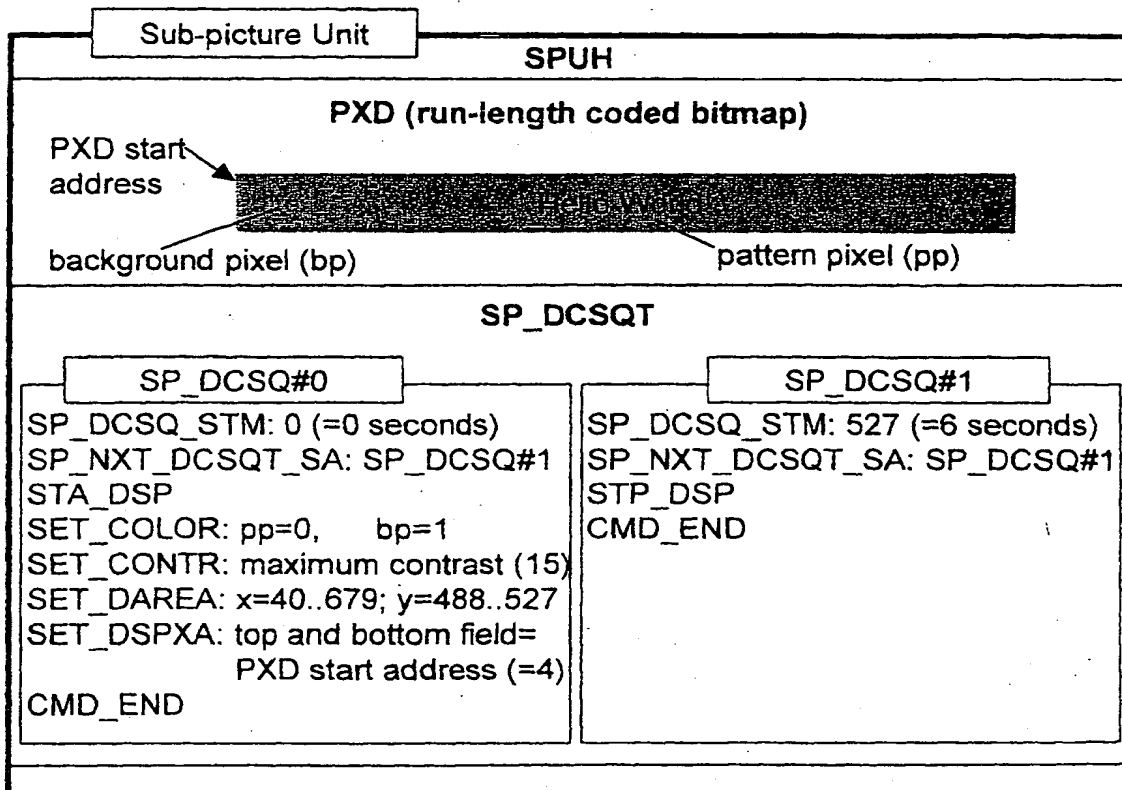 Sub-picture Unit
SPUH
PXD (run-length coded bitmap)
PXD start
address
Hello World
background pixel (bp)
pattern pixel (pp)
SP_DCSQT
SP_DCSQ#0
SP_DCSQ_STM: 0 (=0 seconds)
SP_NXT_DCSQT_SA: SP_DCSQ#1
STA_DSP
SET_COLOR: pp=0, bp=1
SET_CONTR: maximum contrast (15)
SET_DAREA: x=40..679; y=488..527
SET_DSPXA: top and bottom field=
PXD start address (=4)
CMD_END
SP_DCSQ#1
SP_DCSQ_STM: 527 (=6 seconds)
SP_NXT_DCSQT_SA: SP_DCSQ#1
STP_DSP
CMD_END